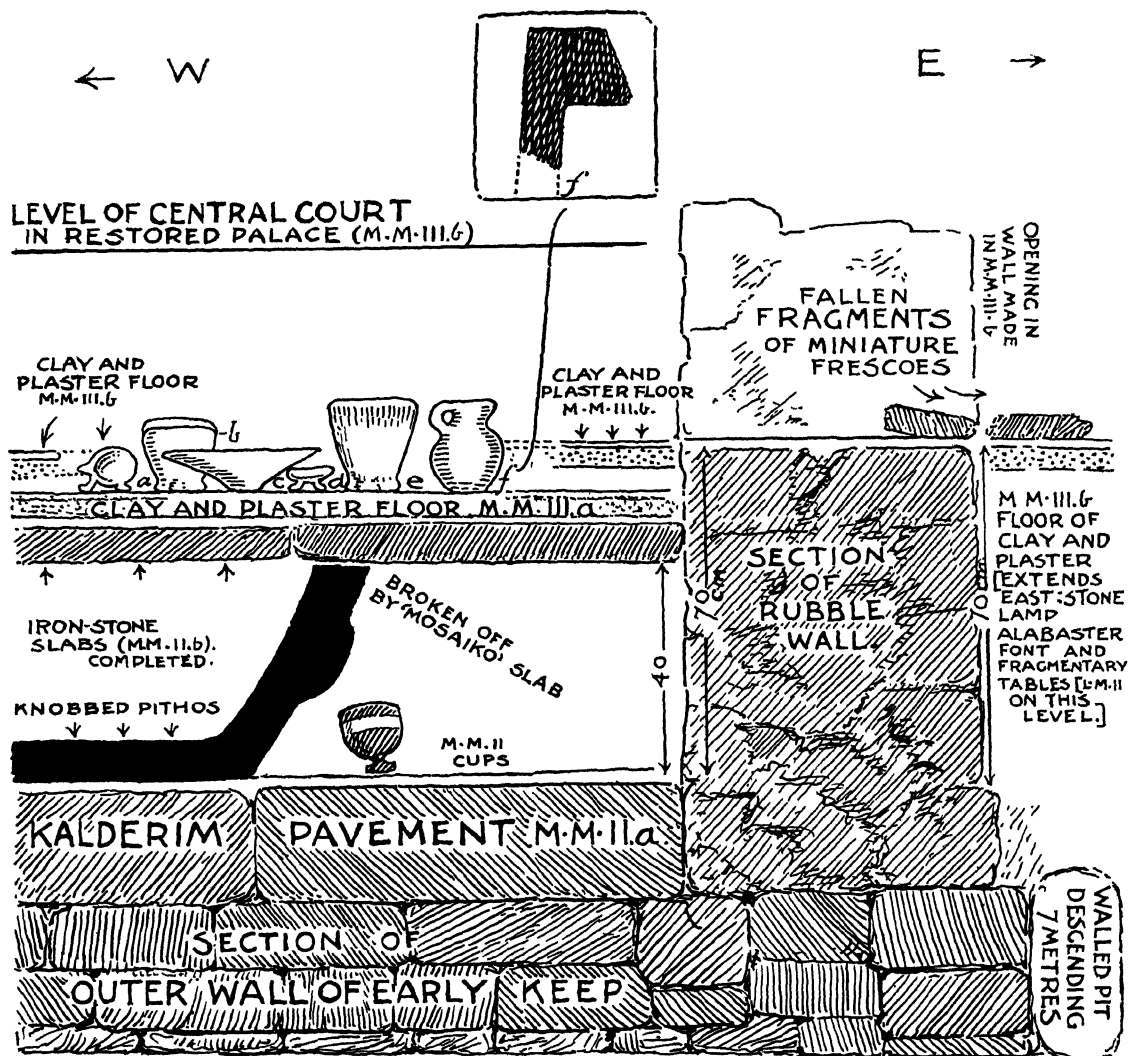 ← W
E →
f
LEVEL OF CENTRAL COURT
IN RESTORED PALACE (M.M.III.b)
OPENING IN
WALL MADE
IN M.M.III.b
FALLEN
FRAGMENTS
OF MINIATURE
FRESCOES
CLAY AND
PLASTER FLOOR
M.M.III.b
CLAY AND
PLASTER FLOOR
M.M.III.b.
a
b
c
d
e
f
CLAY AND PLASTER FLOOR M.M.III.a
IRON-STONE
SLABS (M.M.II.b).
COMPLETED.
BROKEN OFF
BY 'MOSAIKO' SLAB
KNOBBED PITHOS
M.M.II
CUPS
40
70 cm
SECTION
OF
RUBBLE
WALL.
70 cm
M M.III.b
FLOOR OF
CLAY AND
PLASTER
[EXTENDS
EAST:STONE
LAMP
ALABASTER
FONT AND
FRAGMENTARY
TABLES [L.M.II
ON THIS
LEVEL.]
KALDERIM PAVEMENT M.M.II.a
SECTION OF
OUTER WALL OF EARLY KEEP
WALLED PIT
DESCENDING
7 METRES